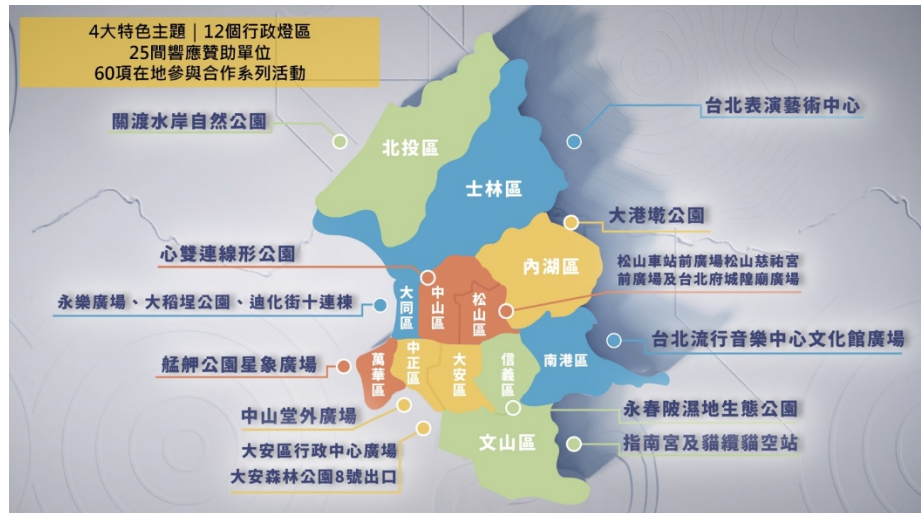 4大特色主題｜12個行政燈區
25間響應贊助單位
60項在地參與合作系列活動
關渡水岸自然公園
台北表演藝術中心
北投區
士林區
大港墘公園
心雙連線形公園
內湖區
松山車站前廣場松山慈祐宮
前廣場及台北府城隍廟廣場
永樂廣場、大稻埕公園、迪化街十連棟
大同區
中山區
松山區
台北流行音樂中心文化館廣場
艋舺公園星象廣場
萬華區
中正區
大安區
信義區
南港區
中山堂外廣場
永春陂濕地生態公園
大安區行政中心廣場
大安森林公園8號出口
文山區
指南宮及貓纜貓空站